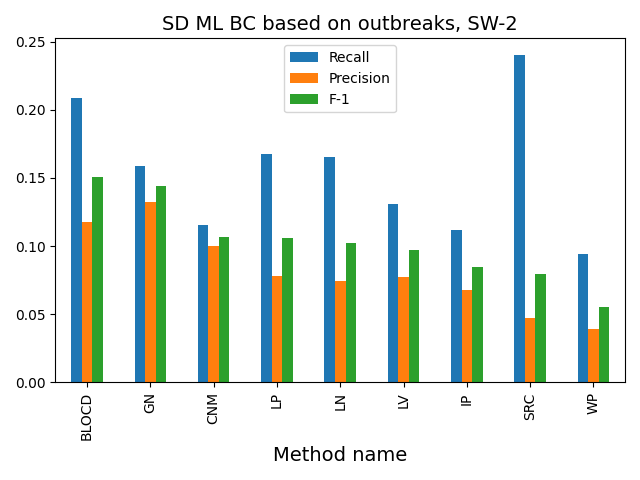 SD ML BC based on outbreaks, SW-2
0.25
0.20
0.15
0.10
0.05
0.00
Recall
Precision
F-1
BLOCD
GN
CNM
LP
LN
LV
IP
SRC
WP
Method name